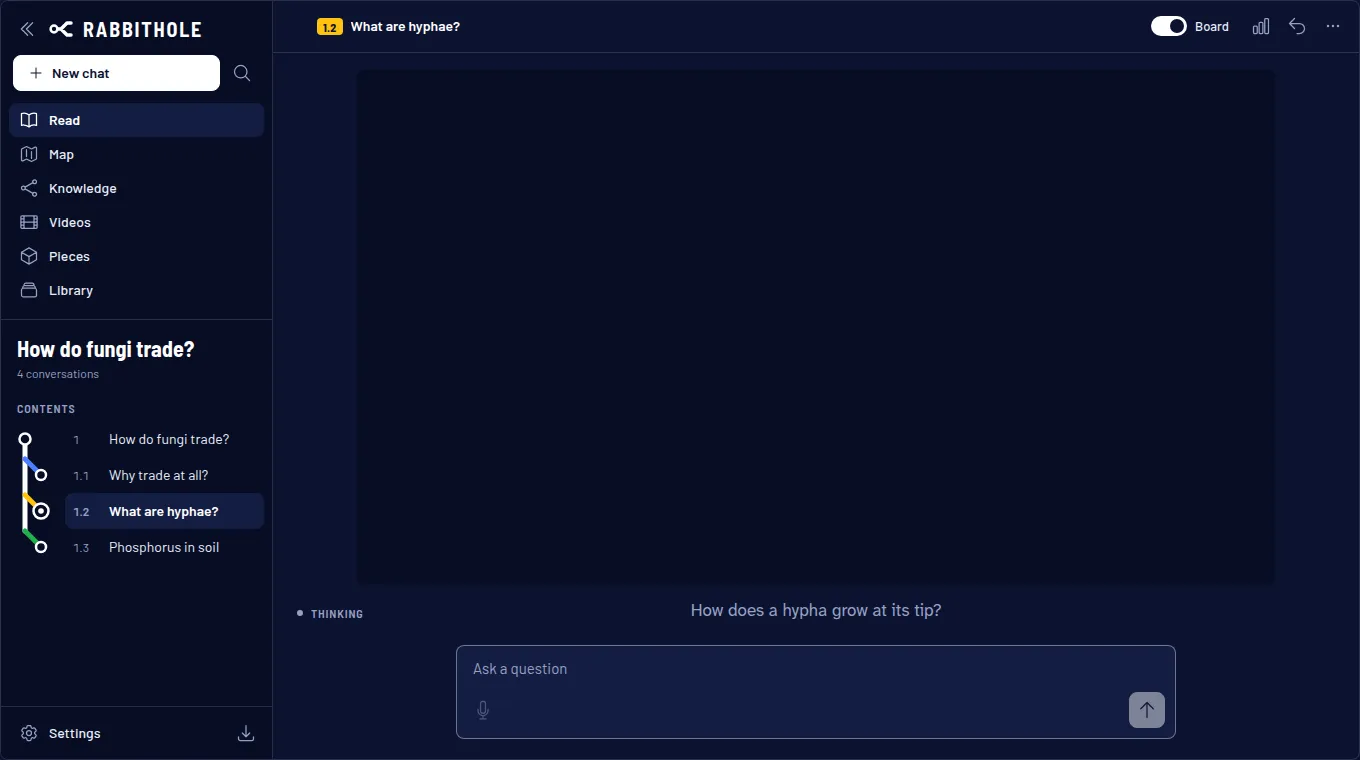 RABBITHOLE
New chat
Read
Map
Knowledge
Videos
Pieces
Library
How do fungi trade?
4 conversations
CONTENTS
1 How do fungi trade?
1.1 Why trade at all?
1.2 What are hyphae?
1.3 Phosphorus in soil
Settings
1.2 What are hyphae?
Board
THINKING
How does a hypha grow at its tip?
Ask a question